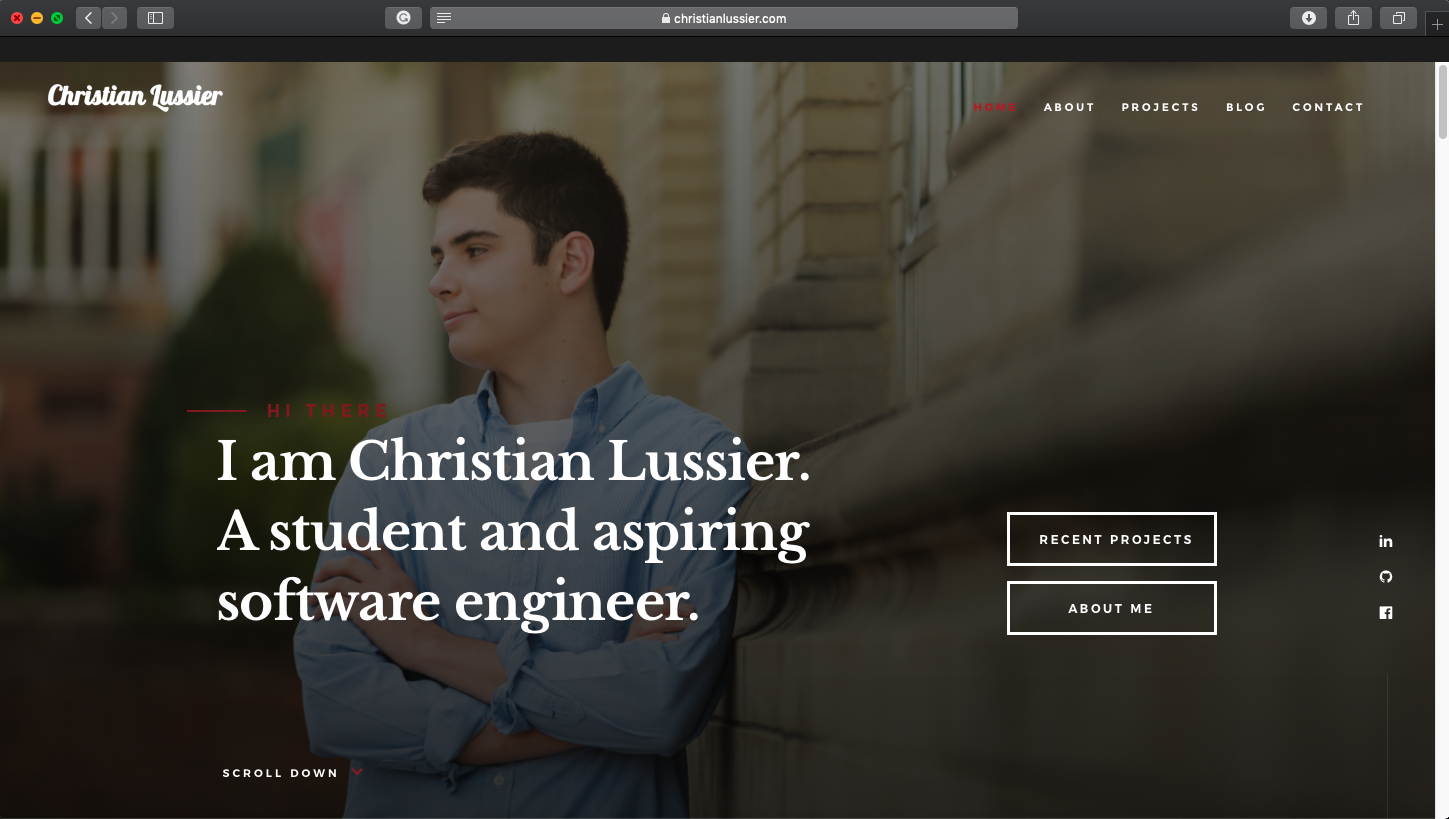 christianlussier.com
Christian Lussier
HOME ABOUT PROJECTS BLOG CONTACT
HI THERE
I am Christian Lussier.
A student and aspiring
software engineer.
RECENT PROJECTS
ABOUT ME
in
SCROLL DOWN